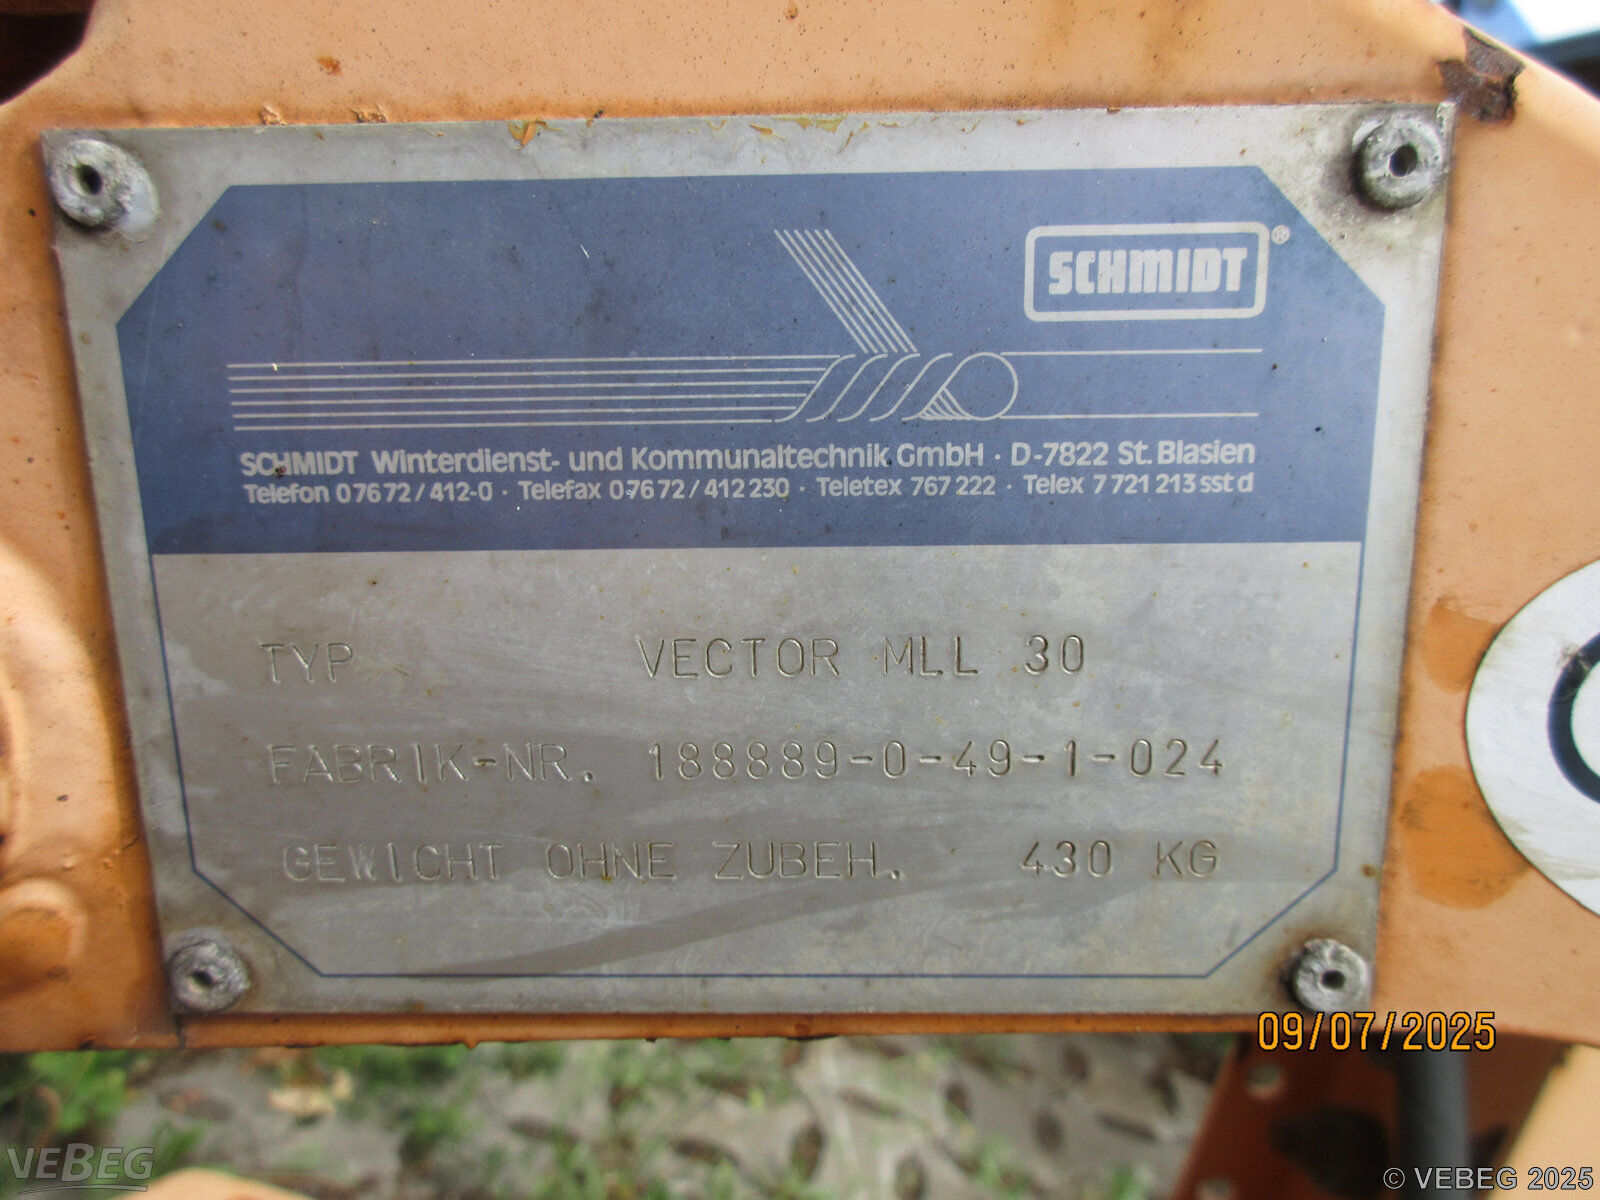 SCHMIDT®
SCHMIDT Winterdienst- und Kommunaltechnik GmbH · D-7822 St. Blasien
Telefon 07672/412-0 · Telefax 07672/412230 · Teletex 767222 · Telex 7721213 sst d
TYP VECTOR MLL 30
FABRIK-NR. 188889-0-49-1-024
GEWICHT OHNE ZUBEH. 430 KG
09/07/2025
VEBEG
© VEBEG 2025